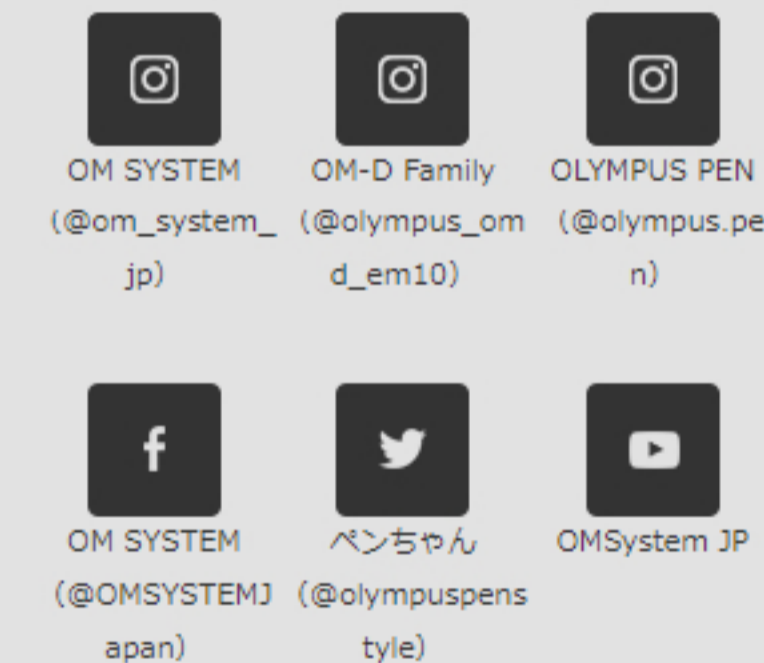 OM SYSTEM
（@om_system_
jp）
OM-D Family
（@olympus_om
d_em10）
OLYMPUS PEN
（@olympus.pe
n）
OM SYSTEM
（@OMSYSTEMJ
apan）
ペンちゃん
（@olympuspens
tyle）
OMSystem JP